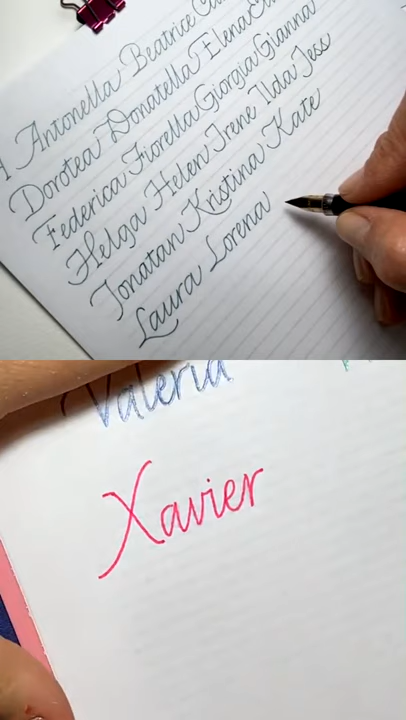 Antonella Beatrice
Dorotea Donatella Elena
Federica Fiorella Giorgia Gianna
Helga Helen Irene Ilda Jess
Jonatan Kristina Kate
Laura Lorena
Valeria
Xavier